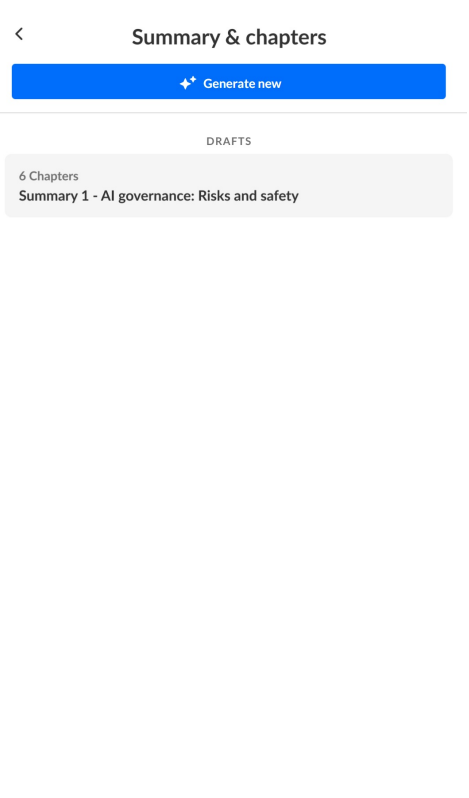 Summary & chapters
Generate new
DRAFTS
6 Chapters
Summary 1 - AI governance: Risks and safety